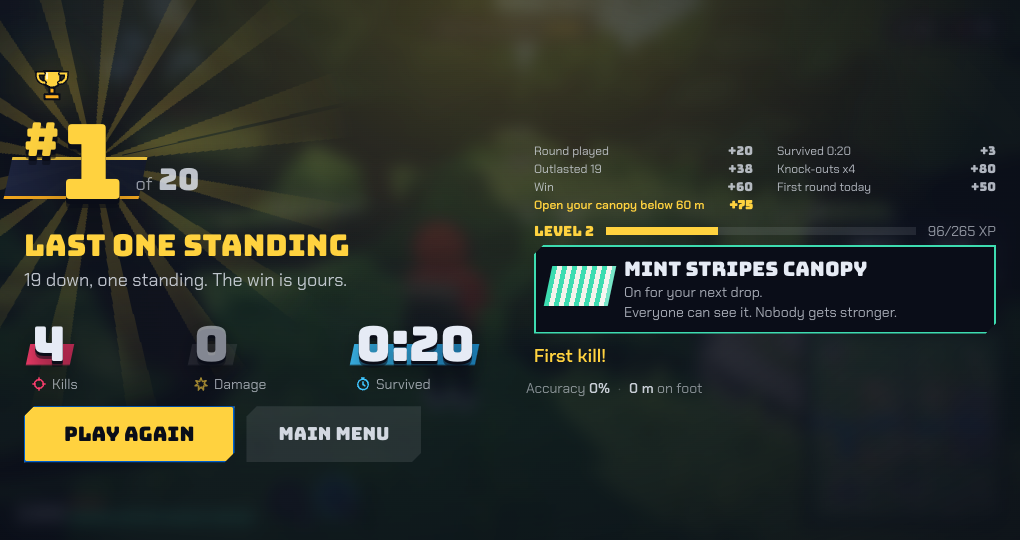 #1
of 20
LAST ONE STANDING
19 down, one standing. The win is yours.
4
Kills
0
Damage
0:20
Survived
PLAY AGAIN
MAIN MENU
Round played +20
Outlasted 19 +38
Win +60
Open your canopy below 60 m +75
Survived 0:20 +3
Knock-outs x4 +80
First round today +50
LEVEL 2
96/265 XP
MINT STRIPES CANOPY
On for your next drop.
Everyone can see it. Nobody gets stronger.
First kill!
Accuracy 0% · 0 m on foot